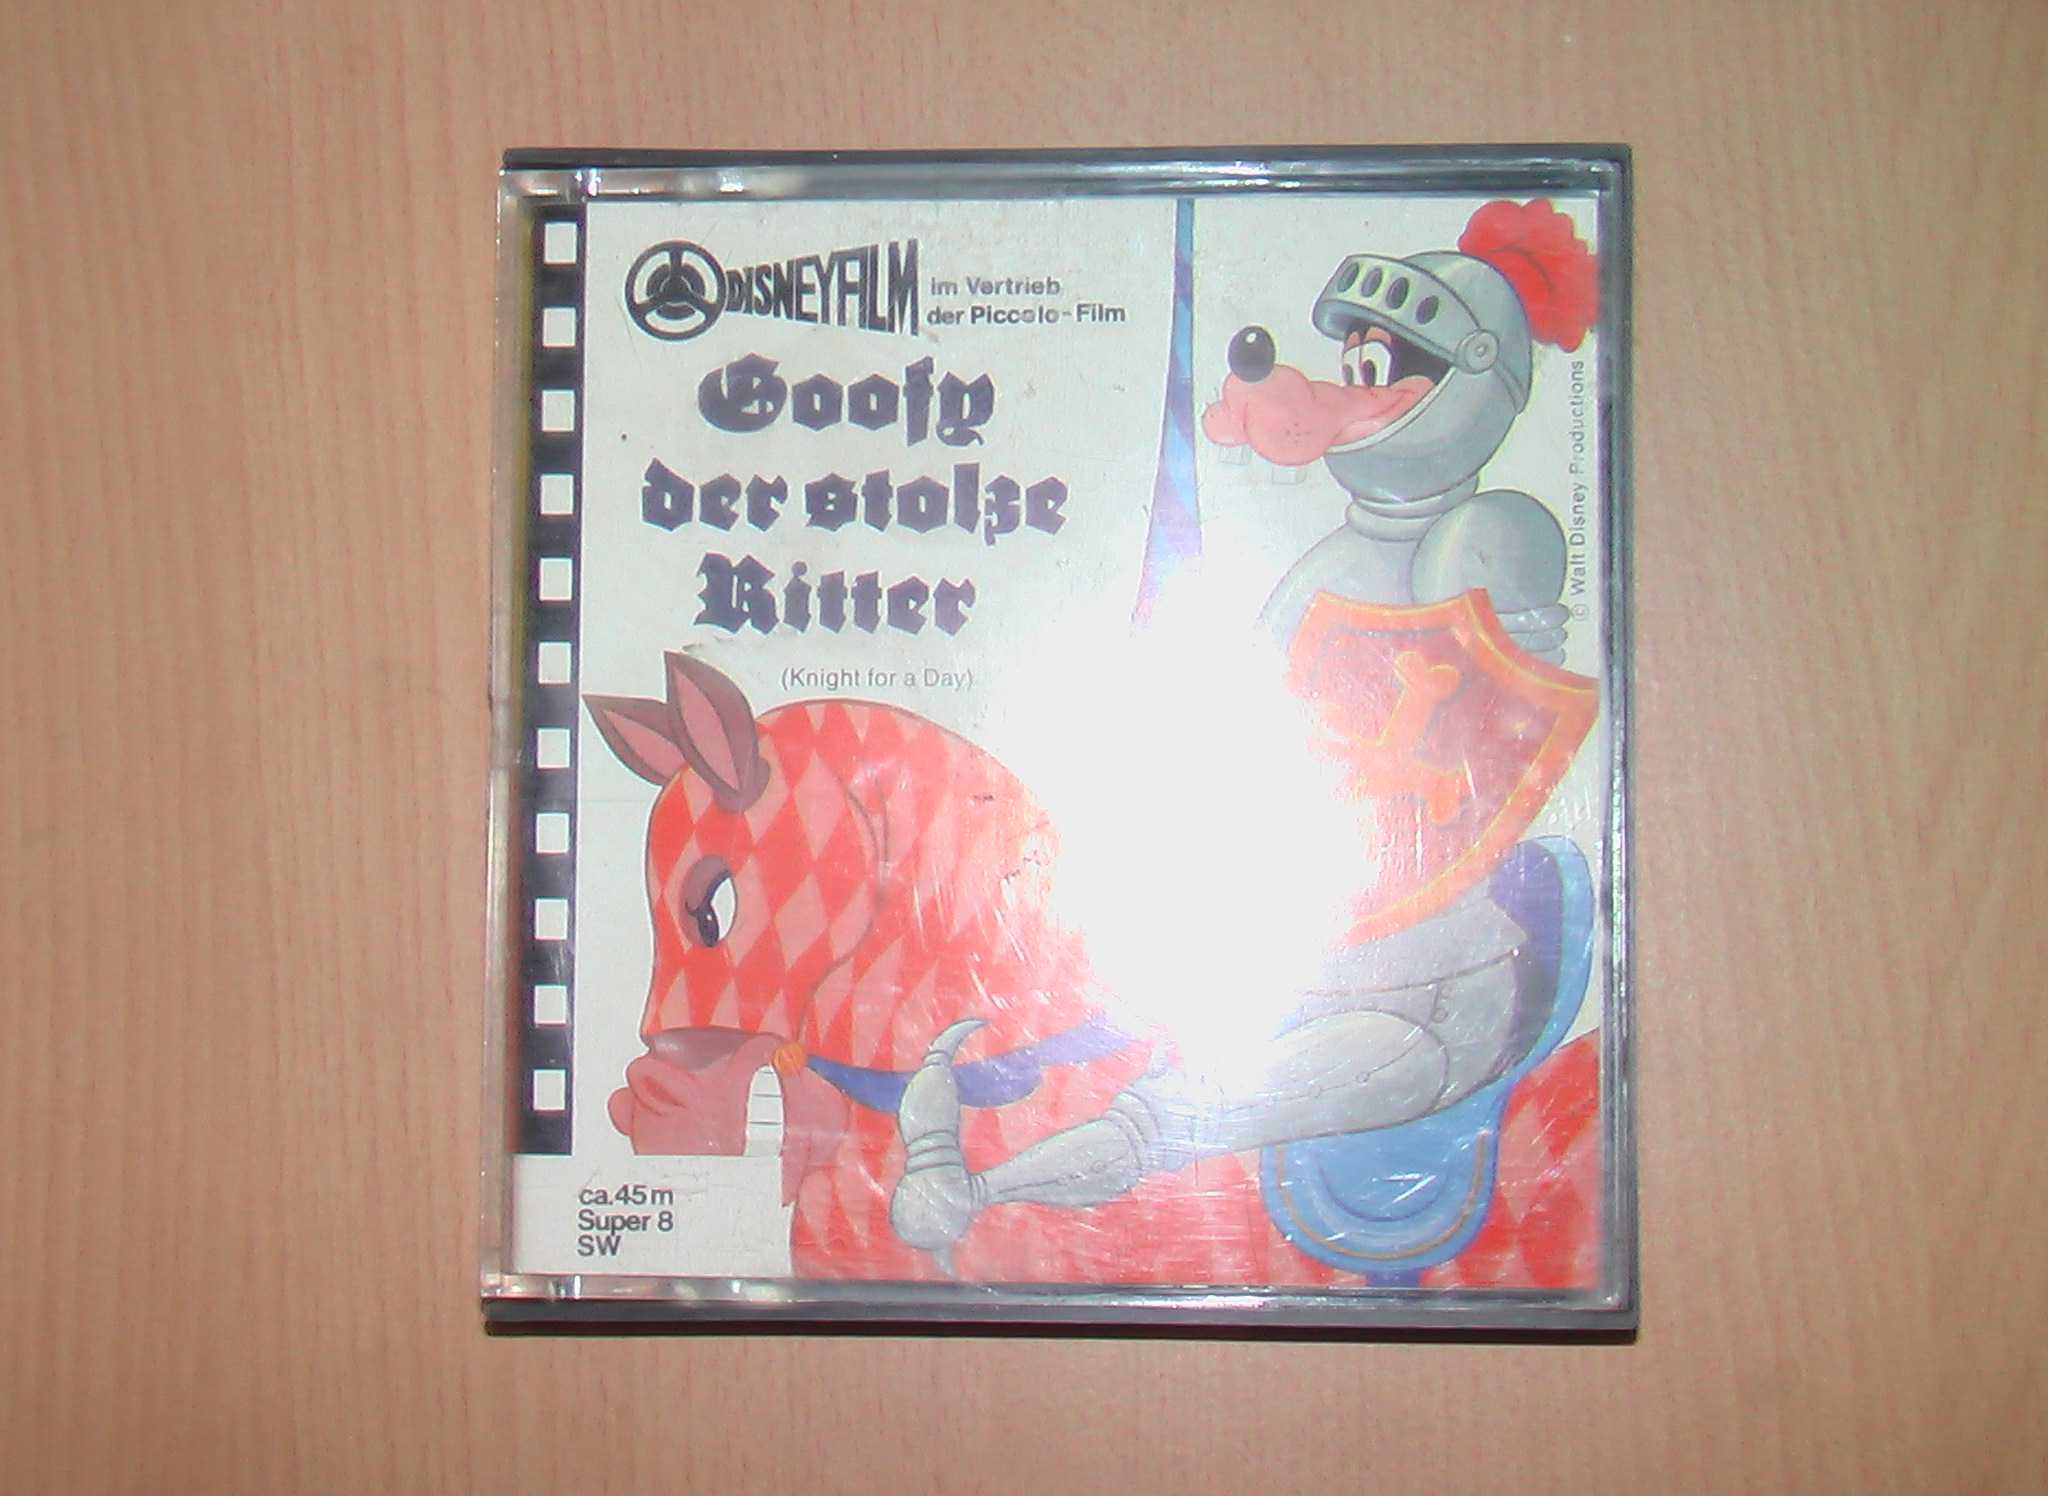 DISNEYFILM im Vertrieb
der Piccolo-Film
Goofy
der stolze
Ritter
(Knight for a Day)
© Walt Disney Productions
ca.45m
Super 8
SW